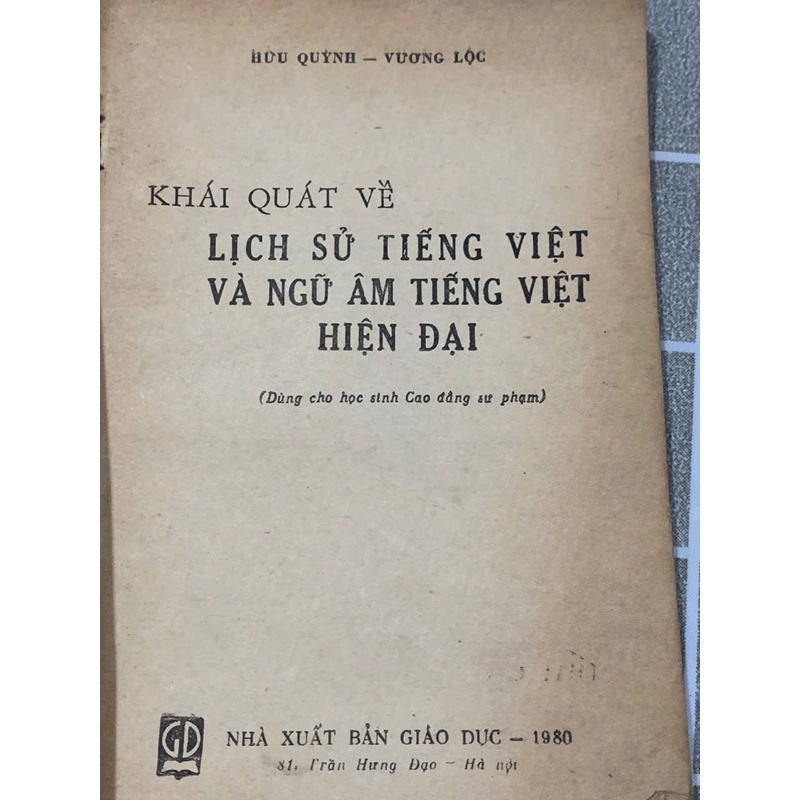 HỮU QUỲNH — VƯƠNG LỘC
KHÁI QUÁT VỀ
LỊCH SỬ TIẾNG VIỆT
VÀ NGỮ ÂM TIẾNG VIỆT
HIỆN ĐẠI
(Dùng cho học sinh Cao đẳng sư phạm)
GD
NHÀ XUẤT BẢN GIÁO DỤC — 1980
81, Trần Hưng Đạo — Hà nội